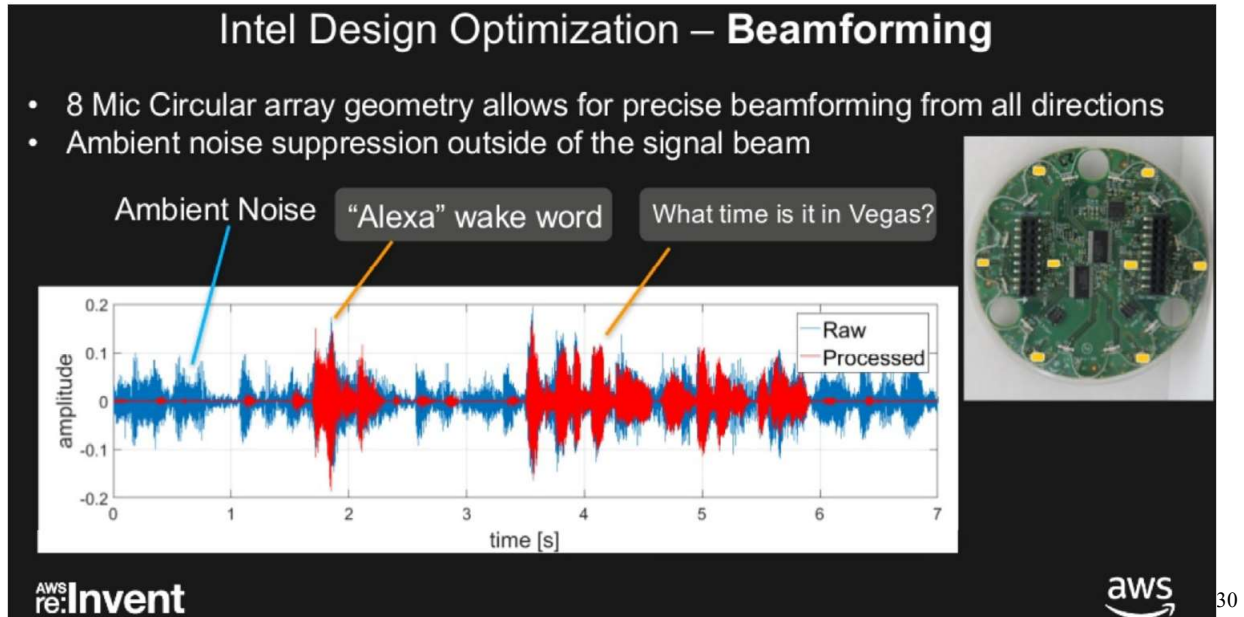 Intel Design Optimization – Beamforming
• 8 Mic Circular array geometry allows for precise beamforming from all directions
• Ambient noise suppression outside of the signal beam
Ambient Noise
“Alexa” wake word
What time is it in Vegas?
0.2
0.1
0
-0.1
-0.2
amplitude
Raw
Processed
0 1 2 3 4 5 6 7
time [s]
AWS
re:Invent
aws
30